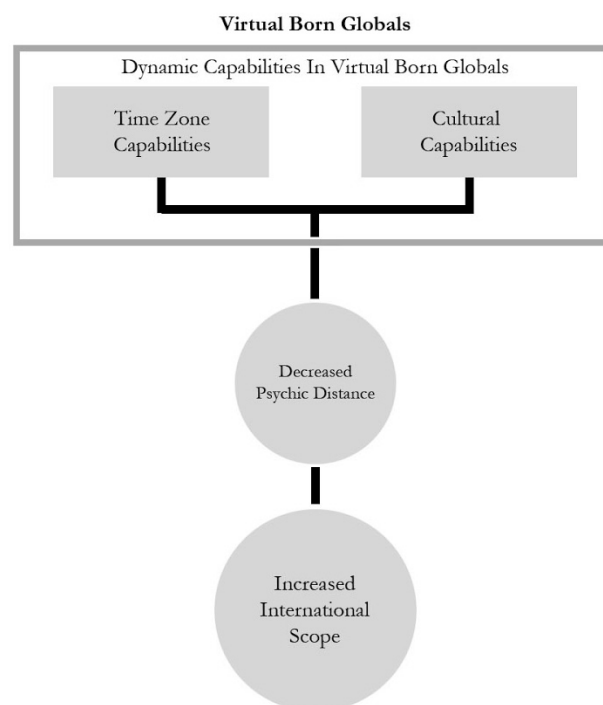 Virtual Born Globals
Dynamic Capabilities In Virtual Born Globals
Time Zone
Capabilities
Cultural
Capabilities
Decreased
Psychic Distance
Increased
International
Scope